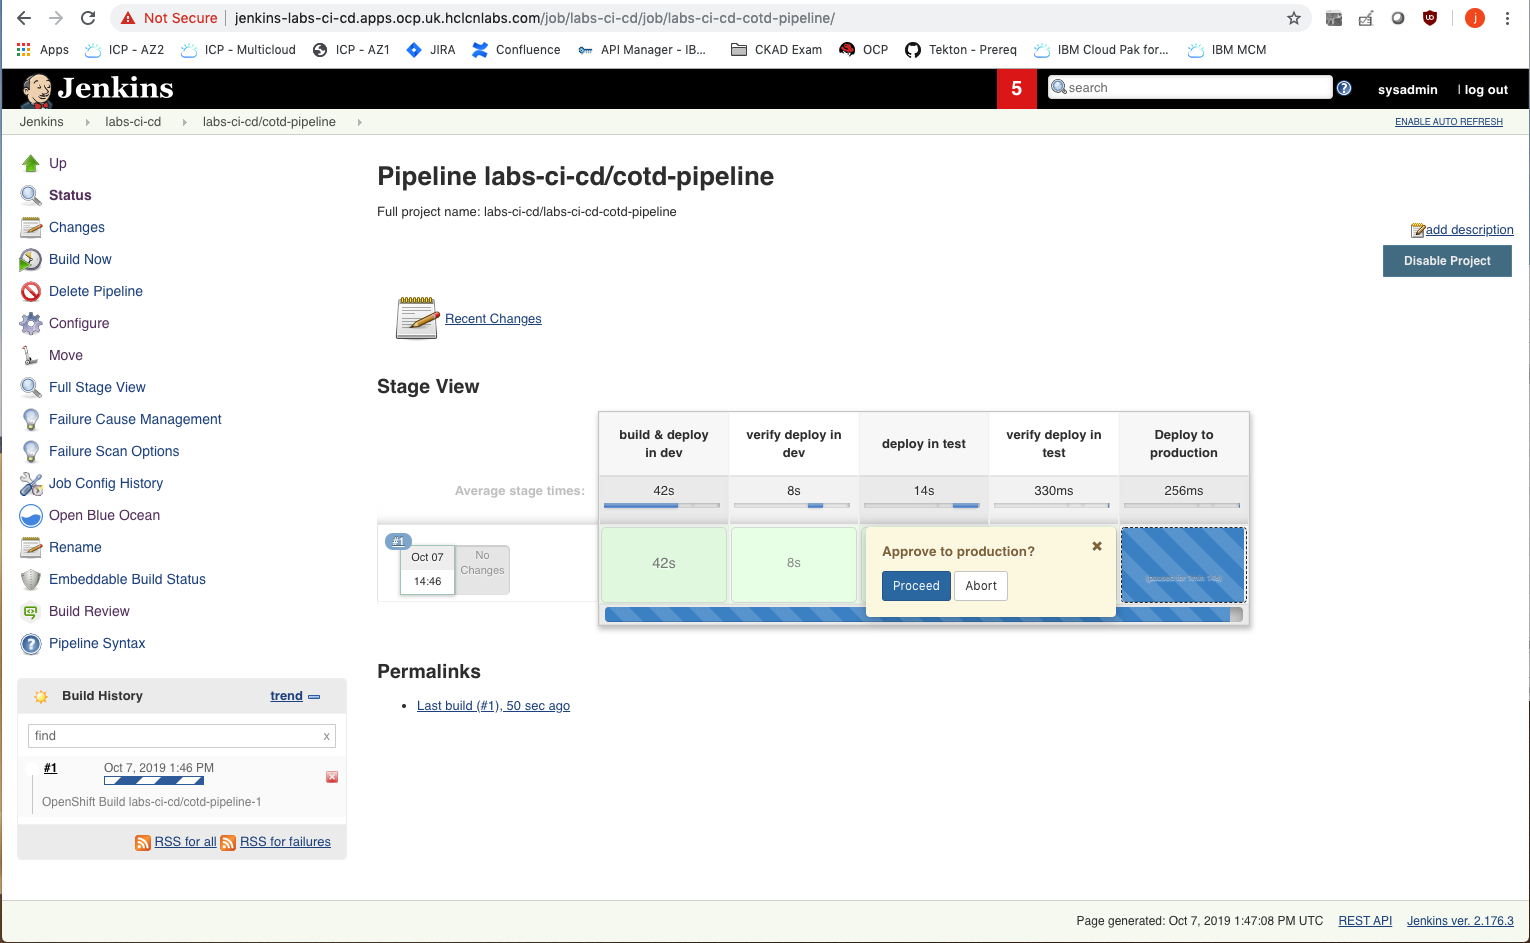 Not Secure | jenkins-labs-ci-cd.apps.ocp.uk.hclcnlabs.com/job/labs-ci-cd/job/labs-ci-cd-cotd-pipeline/
j
Apps ICP - AZ2 ICP - Multicloud ICP - AZ1 JIRA Confluence API Manager - IB... CKAD Exam OCP Tekton - Prereq IBM Cloud Pak for... IBM MCM
Jenkins 5 search ? sysadmin | log out
Jenkins labs-ci-cd labs-ci-cd/cotd-pipeline ENABLE AUTO REFRESH
Up
Status
Changes
Build Now
Delete Pipeline
Configure
Move
Full Stage View
Failure Cause Management
Failure Scan Options
Job Config History
Open Blue Ocean
Rename
Embeddable Build Status
Build Review
Pipeline Syntax
Build History trend
find x
#1 Oct 7, 2019 1:46 PM
OpenShift Build labs-ci-cd/cotd-pipeline-1
RSS for all RSS for failures
Pipeline labs-ci-cd/cotd-pipeline
Full project name: labs-ci-cd/labs-ci-cd-cotd-pipeline
add description
Disable Project
Recent Changes
Stage View
build & deploy in dev
verify deploy in dev
deploy in test
verify deploy in test
Deploy to production
Average stage times: 42s 8s 14s 330ms 256ms
#1
Oct 07
14:46
No
Changes
42s 8s
Approve to production?
Proceed Abort
Permalinks
Last build (#1), 50 sec ago
Page generated: Oct 7, 2019 1:47:08 PM UTC REST API Jenkins ver. 2.176.3